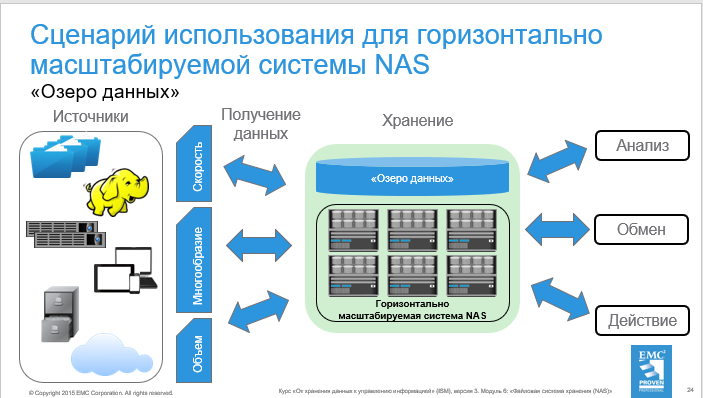 Сценарий использования для горизонтально
масштабируемой системы NAS
«Озеро данных»
Источники
Получение
данных
Хранение
Скорость
Многообразие
Объем
«Озеро данных»
Горизонтально
масштабируемая система NAS
Анализ
Обмен
Действие
EMC²
PROVEN
PROFESSIONAL
© Copyright 2015 EMC Corporation. All rights reserved.
Курс «От хранения данных к управлению информацией» (ISM), версия 3. Модуль 6: «Файловая система хранения (NAS)»
24